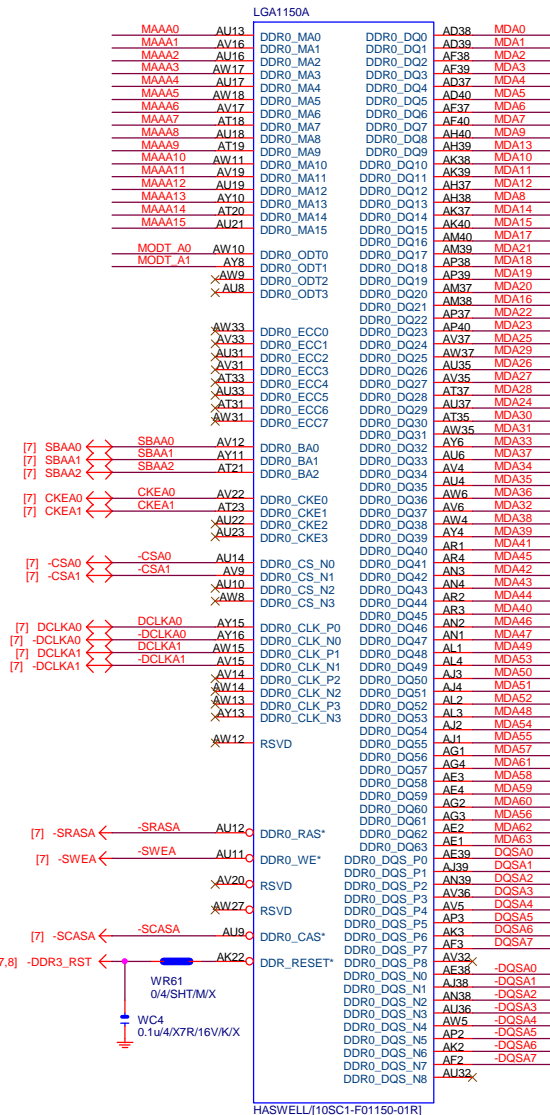 LGA1150A
MAAA0 AU13 DDR0_MA0 DDR0_DQ0 AD38 MDA0
MAAA1 AV16 DDR0_MA1 DDR0_DQ1 AD39 MDA1
MAAA2 AU16 DDR0_MA2 DDR0_DQ2 AF38 MDA2
MAAA3 AW17 DDR0_MA3 DDR0_DQ3 AF39 MDA3
MAAA4 AU17 DDR0_MA4 DDR0_DQ4 AD37 MDA4
MAAA5 AW18 DDR0_MA5 DDR0_DQ5 AD40 MDA5
MAAA6 AV17 DDR0_MA6 DDR0_DQ6 AF37 MDA6
MAAA7 AT18 DDR0_MA7 DDR0_DQ7 AF40 MDA7
MAAA8 AU18 DDR0_MA8 DDR0_DQ8 AH40 MDA9
MAAA9 AT19 DDR0_MA9 DDR0_DQ9 AH39 MDA13
MAAA10 AW11 DDR0_MA10 DDR0_DQ10 AK38 MDA10
MAAA11 AV19 DDR0_MA11 DDR0_DQ11 AK39 MDA11
MAAA12 AU19 DDR0_MA12 DDR0_DQ12 AH37 MDA12
MAAA13 AY10 DDR0_MA13 DDR0_DQ13 AH38 MDA8
MAAA14 AT20 DDR0_MA14 DDR0_DQ14 AK37 MDA14
MAAA15 AU21 DDR0_MA15 DDR0_DQ15 AK40 MDA15
DDR0_DQ16 AM40 MDA17
MODT_A0 AW10 DDR0_ODT0 DDR0_DQ17 AM39 MDA21
MODT_A1 AY8 DDR0_ODT1 DDR0_DQ18 AP38 MDA18
AW9 DDR0_ODT2 DDR0_DQ19 AP39 MDA19
AU8 DDR0_ODT3 DDR0_DQ20 AM37 MDA20
DDR0_DQ21 AM38 MDA16
DDR0_DQ22 AP37 MDA22
AW33 DDR0_ECC0 DDR0_DQ23 AP40 MDA23
AV33 DDR0_ECC1 DDR0_DQ24 AV37 MDA25
AU31 DDR0_ECC2 DDR0_DQ25 AW37 MDA29
AV31 DDR0_ECC3 DDR0_DQ26 AU35 MDA26
AT33 DDR0_ECC4 DDR0_DQ27 AV35 MDA27
AU33 DDR0_ECC5 DDR0_DQ28 AT37 MDA28
AT31 DDR0_ECC6 DDR0_DQ29 AU37 MDA24
AW31 DDR0_ECC7 DDR0_DQ30 AT35 MDA30
DDR0_DQ31 AW35 MDA31
[7] SBAA0 SBAA0 AV12 DDR0_BA0 DDR0_DQ32 AY6 MDA33
[7] SBAA1 SBAA1 AY11 DDR0_BA1 DDR0_DQ33 AU6 MDA37
[7] SBAA2 SBAA2 AT21 DDR0_BA2 DDR0_DQ34 AV4 MDA34
DDR0_DQ35 AU4 MDA35
[7] CKEA0 CKEA0 AV22 DDR0_CKE0 DDR0_DQ36 AW6 MDA36
[7] CKEA1 CKEA1 AT23 DDR0_CKE1 DDR0_DQ37 AV6 MDA32
AU22 DDR0_CKE2 DDR0_DQ38 AW4 MDA38
AU23 DDR0_CKE3 DDR0_DQ39 AY4 MDA39
DDR0_DQ40 AR1 MDA41
[7] -CSA0 -CSA0 AU14 DDR0_CS_N0 DDR0_DQ41 AR4 MDA45
[7] -CSA1 -CSA1 AV9 DDR0_CS_N1 DDR0_DQ42 AN3 MDA42
AU10 DDR0_CS_N2 DDR0_DQ43 AN4 MDA43
AW8 DDR0_CS_N3 DDR0_DQ44 AR2 MDA44
DDR0_DQ45 AR3 MDA40
[7] DCLKA0 DCLKA0 AY15 DDR0_CLK_P0 DDR0_DQ46 AN2 MDA46
[7] -DCLKA0 -DCLKA0 AY16 DDR0_CLK_N0 DDR0_DQ47 AN1 MDA47
[7] DCLKA1 DCLKA1 AW15 DDR0_CLK_P1 DDR0_DQ48 AL1 MDA49
[7] -DCLKA1 -DCLKA1 AV15 DDR0_CLK_N1 DDR0_DQ49 AL4 MDA53
AV14 DDR0_CLK_P2 DDR0_DQ50 AJ3 MDA50
AW14 DDR0_CLK_N2 DDR0_DQ51 AJ4 MDA51
AW13 DDR0_CLK_P3 DDR0_DQ52 AL2 MDA52
AY13 DDR0_CLK_N3 DDR0_DQ53 AL3 MDA48
DDR0_DQ54 AJ2 MDA54
AW12 RSVD DDR0_DQ55 AJ1 MDA55
DDR0_DQ56 AG1 MDA57
DDR0_DQ57 AG4 MDA61
DDR0_DQ58 AE3 MDA58
DDR0_DQ59 AE4 MDA59
DDR0_DQ60 AG2 MDA60
DDR0_DQ61 AG3 MDA56
[7] -SRASA -SRASA AU12 DDR0_RAS* DDR0_DQ62 AE2 MDA62
DDR0_DQ63 AE1 MDA63
[7] -SWEA -SWEA AU11 DDR0_WE* DDR0_DQS_P0 AE39 DQSA0
DDR0_DQS_P1 AJ39 DQSA1
AV20 RSVD DDR0_DQS_P2 AN39 DQSA2
DDR0_DQS_P3 AV36 DQSA3
AW27 RSVD DDR0_DQS_P4 AV5 DQSA4
DDR0_DQS_P5 AP3 DQSA5
[7] -SCASA -SCASA AU9 DDR0_CAS* DDR0_DQS_P6 AK3 DQSA6
DDR0_DQS_P7 AF3 DQSA7
7,8] -DDR3_RST AK22 DDR_RESET* DDR0_DQS_P8 AV32
DDR0_DQS_N0 AE38 -DQSA0
WR61 DDR0_DQS_N1 AJ38 -DQSA1
0/4/SHT/M/X DDR0_DQS_N2 AN38 -DQSA2
DDR0_DQS_N3 AU36 -DQSA3
WC4 DDR0_DQS_N4 AW5 -DQSA4
0.1u/4/X7R/16V/K/X DDR0_DQS_N5 AP2 -DQSA5
DDR0_DQS_N6 AK2 -DQSA6
DDR0_DQS_N7 AF2 -DQSA7
DDR0_DQS_N8 AU32
HASWELL/[10SC1-F01150-01R]